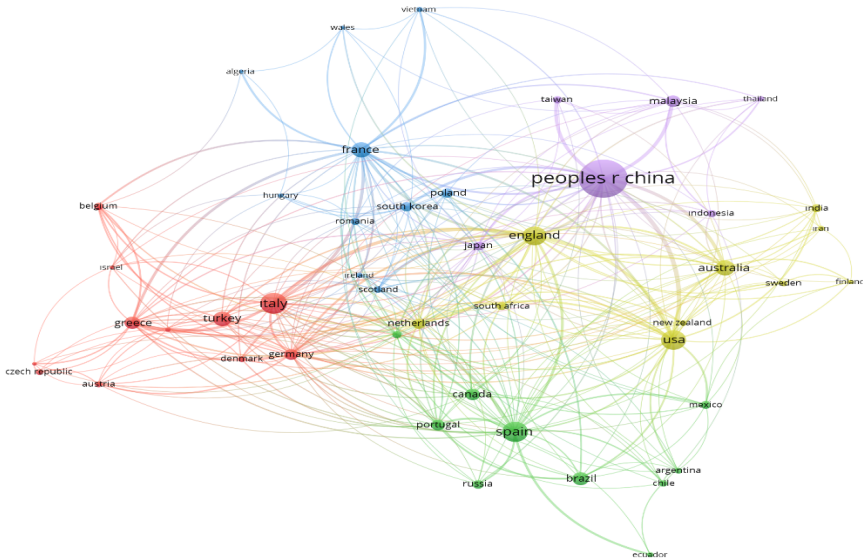 vietnam
wales
algeria
taiwan
malaysia
thailand
france
peoples r china
poland
hungary
south korea
belgium
romania
indonesia
india
iran
england
japan
israel
ireland
scotland
australia
sweden
finland
italy
south africa
turkey
greece
netherlands
new zealand
usa
denmark
germany
czech republic
austria
canada
mexico
portugal
spain
argentina
brazil
chile
russia
ecuador